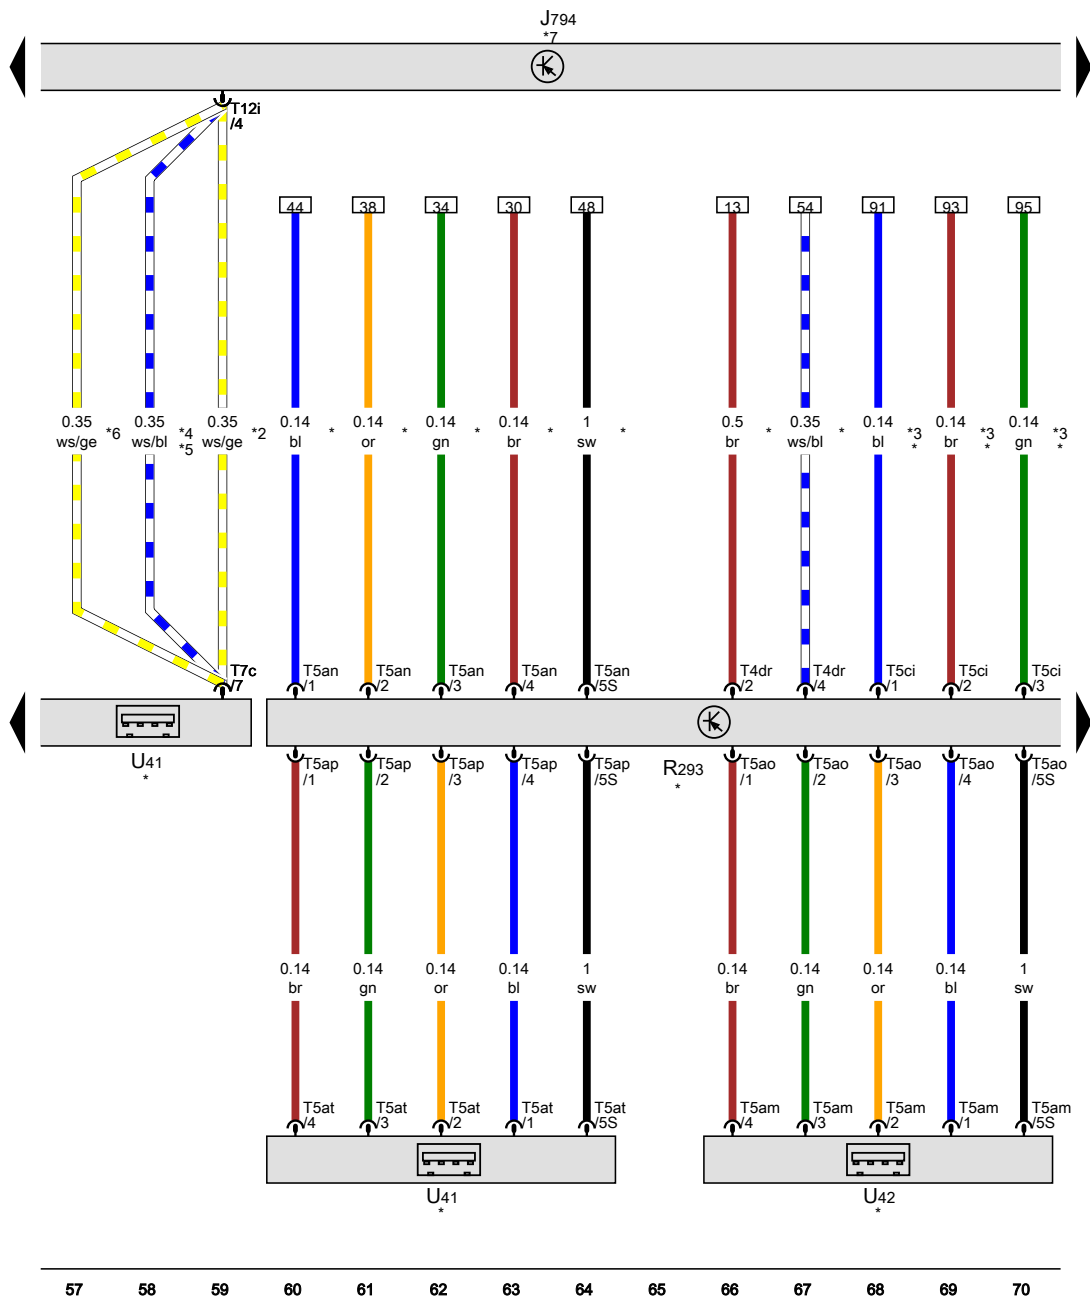 J794
*7
T12i
/4
44 38 34 30 48 13 54 91 93 95
0.35 0.35 0.35 0.14 0.14 0.14 0.14 1 0.5 0.35 0.14 0.14 0.14
ws/ge *6 ws/bl *4 ws/ge *2 bl * or * gn * br * sw * br * ws/bl * bl *3 br *3 gn *3
*5 * * *
T7c T5an T5an T5an T5an T5an T4dr T4dr T5ci T5ci T5ci
/7 /1 /2 /3 /4 /5S /2 /4 /1 /2 /3
U41
*
T5ap T5ap T5ap T5ap T5ap R293 T5ao T5ao T5ao T5ao T5ao
/1 /2 /3 /4 /5S * /1 /2 /3 /4 /5S
0.14 0.14 0.14 0.14 1 0.14 0.14 0.14 0.14 1
br gn or bl sw br gn or bl sw
T5at T5at T5at T5at T5at T5am T5am T5am T5am T5am
/4 /3 /2 /1 /5S /4 /3 /2 /1 /5S
U41 U42
* *
57 58 59 60 61 62 63 64 65 66 67 68 69 70